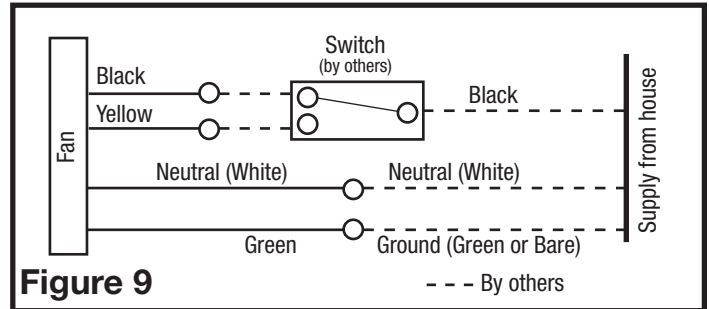 Switch
(by others)
Black
Yellow
Black
Fan
Supply from house
Neutral (White)
Neutral (White)
Green
Ground (Green or Bare)
Figure 9
- - - By others